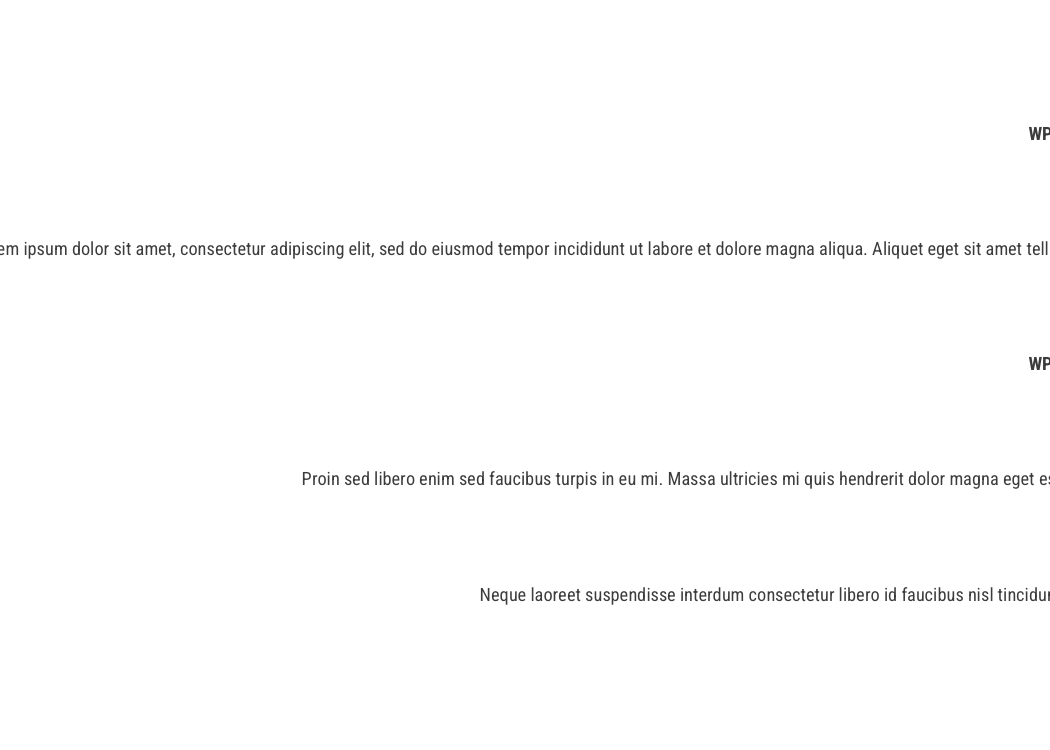 WP
em ipsum dolor sit amet, consectetur adipiscing elit, sed do eiusmod tempor incididunt ut labore et dolore magna aliqua. Aliquet eget sit amet tell
WP
Proin sed libero enim sed faucibus turpis in eu mi. Massa ultricies mi quis hendrerit dolor magna eget es
Neque laoreet suspendisse interdum consectetur libero id faucibus nisl tincidun